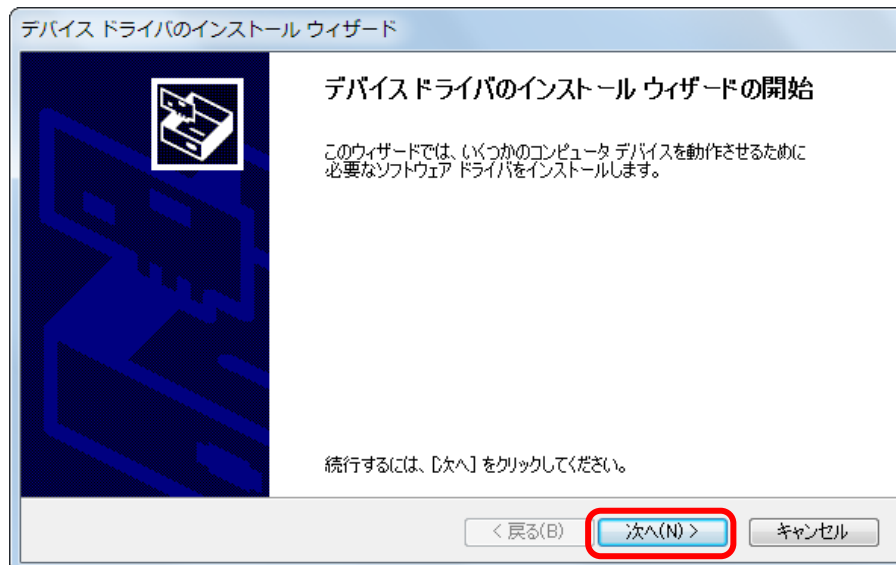 デバイス ドライバのインストール ウィザード
デバイス ドライバのインストール ウィザードの開始
このウィザードでは、いくつかのコンピュータ デバイスを動作させるために
必要なソフトウェア ドライバをインストールします。
続行するには、[次へ] をクリックしてください。
< 戻る(B)
次へ(N) >
キャンセル